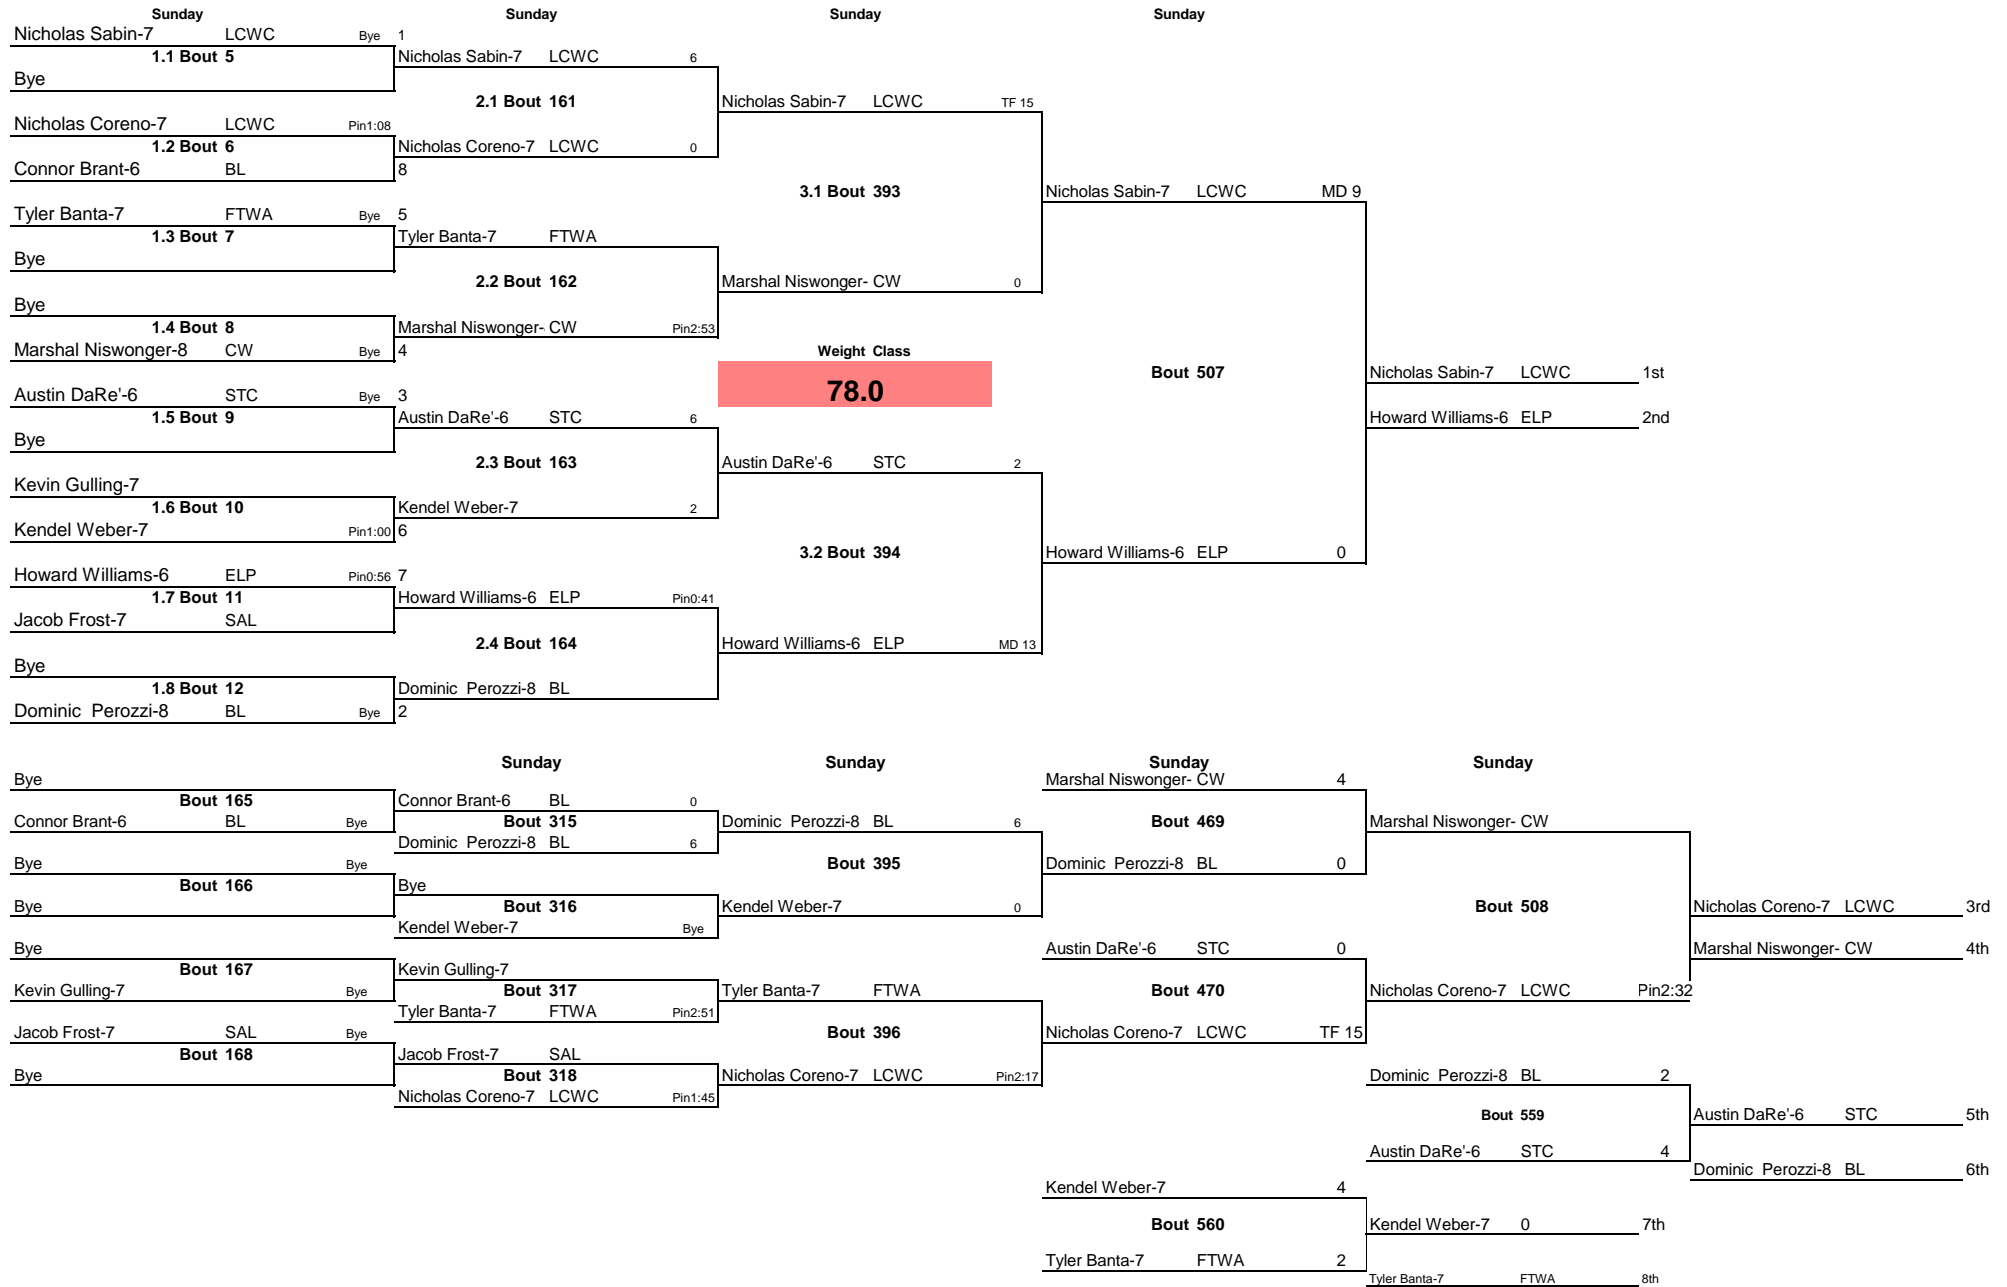 Sunday Sunday Sunday Sunday
Nicholas Sabin-7 LCWC Bye 1
1.1 Bout 5 Nicholas Sabin-7 LCWC 6
Bye
2.1 Bout 161 Nicholas Sabin-7 LCWC TF 15
Nicholas Coreno-7 LCWC Pin1:08
1.2 Bout 6 Nicholas Coreno-7 LCWC 0
Connor Brant-6 BL 8
3.1 Bout 393 Nicholas Sabin-7 LCWC MD 9
Tyler Banta-7 FTWA Bye 5
1.3 Bout 7 Tyler Banta-7 FTWA
Bye
2.2 Bout 162 Marshal Niswonger- CW 0
Bye
1.4 Bout 8 Marshal Niswonger- CW Pin2:53
Marshal Niswonger-8 CW Bye 4 Weight Class
Bout 507 Nicholas Sabin-7 LCWC 1st
Austin DaRe'-6 STC Bye 3 78.0
1.5 Bout 9 Austin DaRe'-6 STC 6 Howard Williams-6 ELP 2nd
Bye
2.3 Bout 163 Austin DaRe'-6 STC 2
Kevin Gulling-7
1.6 Bout 10 Kendel Weber-7 2
Kendel Weber-7 Pin1:00 6
3.2 Bout 394 Howard Williams-6 ELP 0
Howard Williams-6 ELP Pin0:56 7
1.7 Bout 11 Howard Williams-6 ELP Pin0:41
Jacob Frost-7 SAL
2.4 Bout 164 Howard Williams-6 ELP MD 13
Bye
1.8 Bout 12 Dominic Perozzi-8 BL
Dominic Perozzi-8 BL Bye 2
Sunday Sunday Sunday Sunday
Bye Marshal Niswonger- CW 4
Bout 165 Connor Brant-6 BL 0
Connor Brant-6 BL Bye Bout 315 Dominic Perozzi-8 BL 6 Bout 469 Marshal Niswonger- CW
Dominic Perozzi-8 BL 6
Bye Bye Bout 395 Dominic Perozzi-8 BL 0
Bout 166 Bye
Bye Bout 316 Kendel Weber-7 0 Bout 508 Nicholas Coreno-7 LCWC 3rd
Kendel Weber-7 Bye
Bye Austin DaRe'-6 STC 0 Marshal Niswonger- CW 4th
Bout 167 Kevin Gulling-7
Kevin Gulling-7 Bye Bout 317 Tyler Banta-7 FTWA Bout 470 Nicholas Coreno-7 LCWC Pin2:32
Tyler Banta-7 FTWA Pin2:51
Jacob Frost-7 SAL Bye Bout 396 Nicholas Coreno-7 LCWC TF 15
Bout 168 Jacob Frost-7 SAL
Bye Bout 318 Nicholas Coreno-7 LCWC Pin2:17 Dominic Perozzi-8 BL 2
Nicholas Coreno-7 LCWC Pin1:45
Bout 559 Austin DaRe'-6 STC 5th
Austin DaRe'-6 STC 4
Dominic Perozzi-8 BL 6th
Kendel Weber-7 4
Bout 560 Kendel Weber-7 0 7th
Tyler Banta-7 FTWA 2
Tyler Banta-7 FTWA 8th